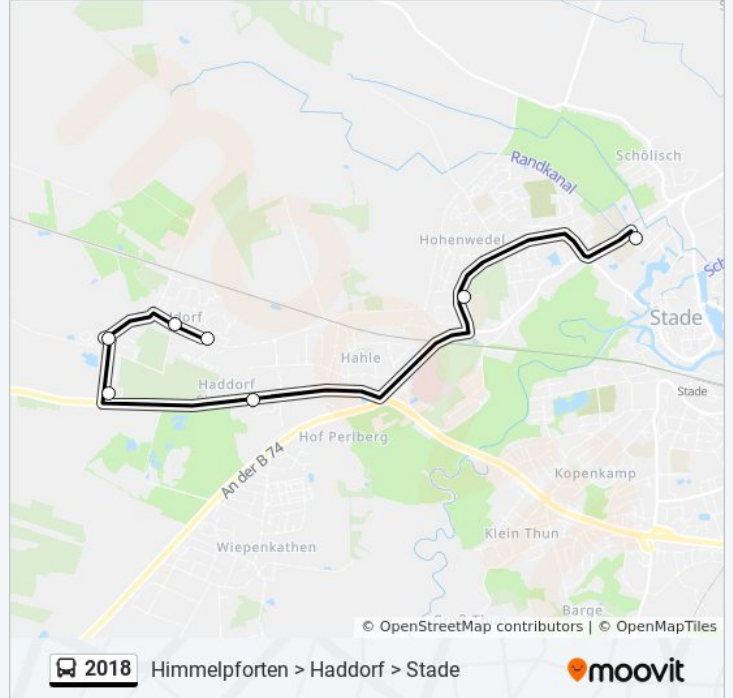 Schölisch
Randkanal
Hohenwedel
Stade
ddorf
Hahle
Haddorf
Stade
Hof Perlberg
An der B 74
Kopenkamp
Klein Thun
Wiepenkathen
Barge
© OpenStreetMap contributors | © OpenMapTiles
2018 Himmelpforten > Haddorf > Stade
moovit